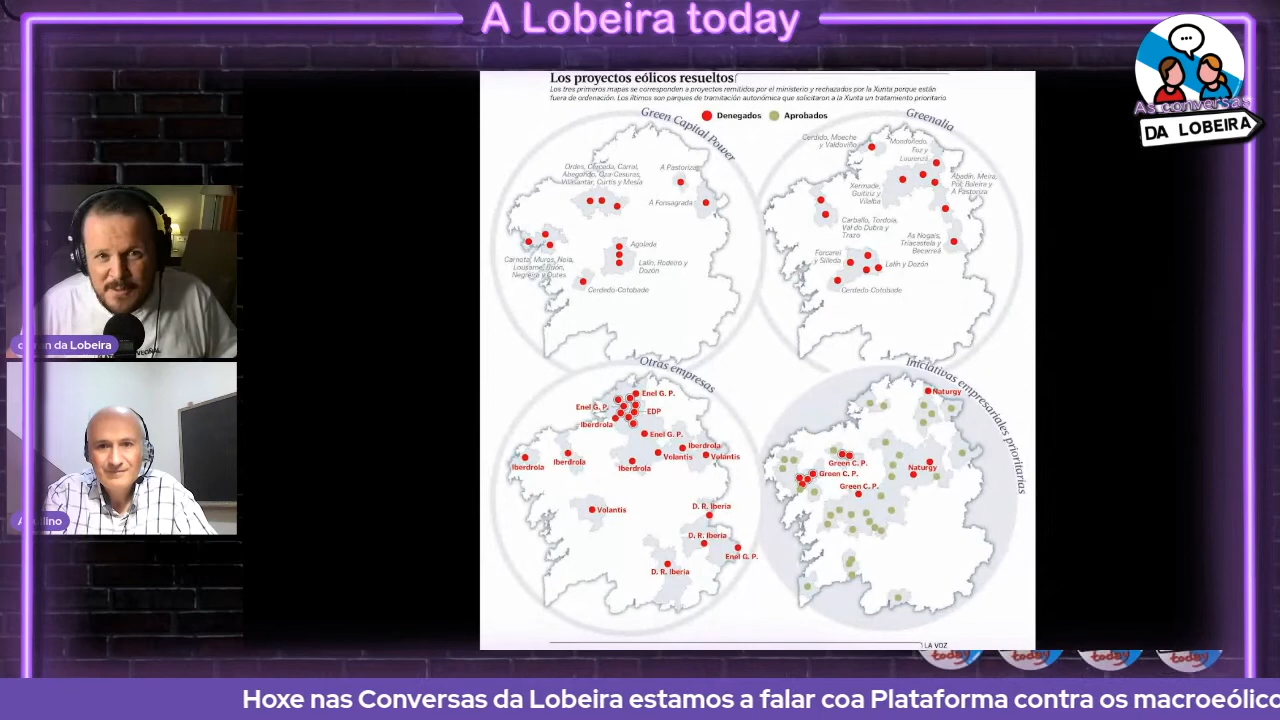 A Lobeira today
...
As conversas
DA LOBEIRA
Los proyectos eólicos resueltos
Los tres primeros mapas se corresponden a proyectos remitidos por el ministerio y rechazados por la Xunta porque están
fuera de ordenación. Los últimos son parques de tramitación autonómica que solicitaron a la Xunta un tratamiento prioritario
Denegados
Aprobados
Green Capital Power
Ordes, Cerceda, Carral,
Abegondo, Oza-Cesuras,
Vilasantar, Curtis y Mesía
A Pastoriza
A Fonsagrada
Carnota, Muros, Noia,
Lousame, Brión,
Negreira y Outes
Agolada
Lalín, Rodeiro y
Dozón
Cerdedo-Cotobade
Greenalia
Cerdido, Moeche
y Valdoviño
Mondoñedo,
Foz y
Lourenzá
Xermade,
Guitiriz y
Vilalba
Abadín, Meira,
Pol, Baleira y
A Pastoriza
Carballo, Tordoia,
Val do Dubra y
Trazo
As Nogais,
Triacastela y
Becerreá
Forcarei
y Silleda
Lalín y Dozón
Cerdedo-Cotobade
Otras empresas
Enel G. P.
Enel G. P.
EDP
Iberdrola
Enel G. P.
Iberdrola
Iberdrola
Iberdrola
Iberdrola
Volantis
Volantis
Volantis
D. R. Iberia
D. R. Iberia
Enel G. P.
D. R. Iberia
Iniciativas empresariales prioritarias
Naturgy
Green C. P.
Green C. P.
Green C. P.
Naturgy
LA VOZ
da Lobeira
today
today
today
today
Hoxe nas Conversas da Lobeira estamos a falar coa Plataforma contra os macroeólico